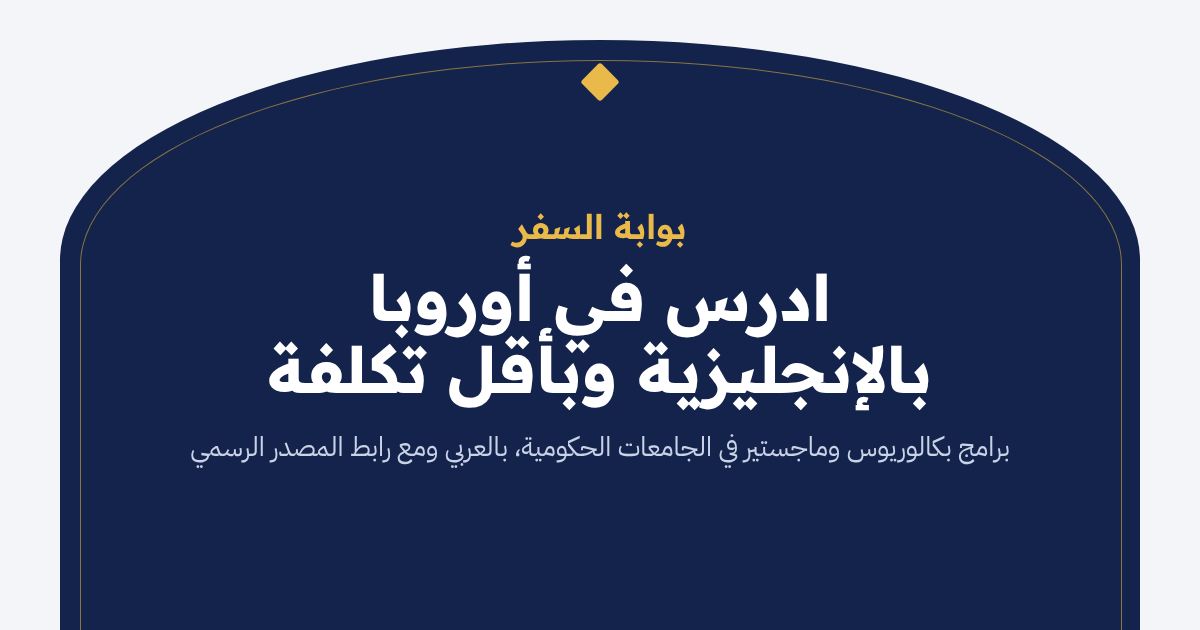 بوابة السفر
ادرس في أوروبا
بالإنجليزية وبأقل تكلفة
برامج بكالوريوس وماجستير في الجامعات الحكومية، بالعربي ومع رابط المصدر الرسمي